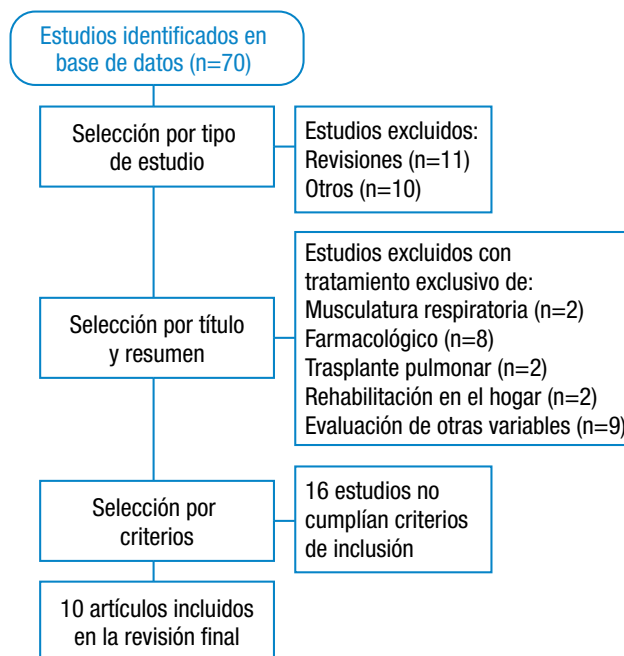 Estudios identificados en
base de datos (n=70)
Selección por tipo
de estudio
Estudios excluidos:
Revisiones (n=11)
Otros (n=10)
Selección por título
y resumen
Estudios excluidos con
tratamiento exclusivo de:
Musculatura respiratoria (n=2)
Farmacológico (n=8)
Trasplante pulmonar (n=2)
Rehabilitación en el hogar (n=2)
Evaluación de otras variables (n=9)
Selección por
criterios
16 estudios no
cumplían criterios
de inclusión
10 artículos incluidos
en la revisión final